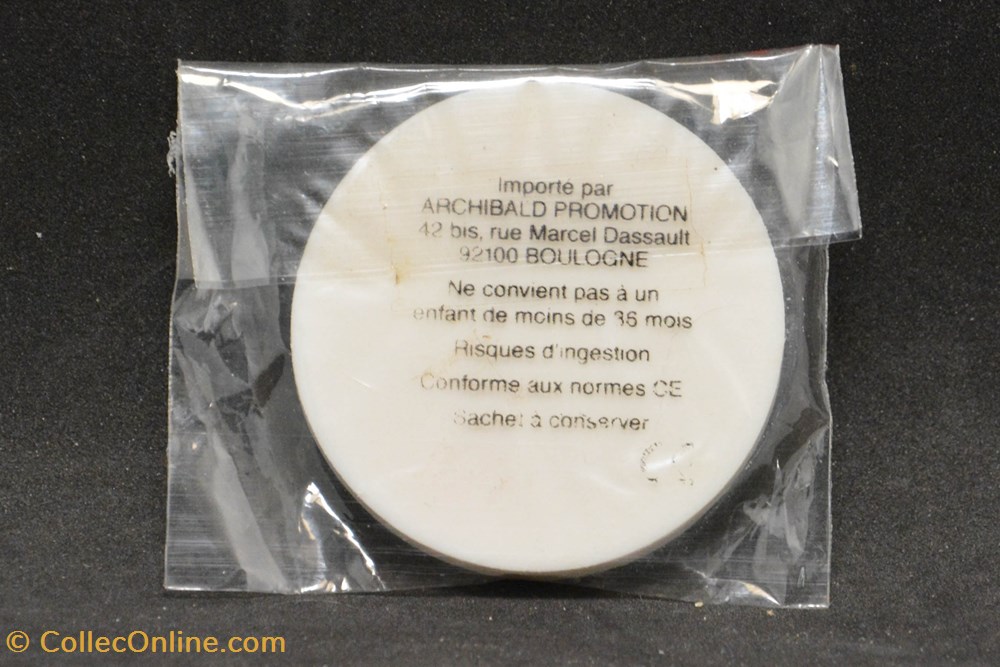 Importé par
ARCHIBALD PROMOTION
42 bis, rue Marcel Dassault
92100 BOULOGNE
Ne convient pas à un
enfant de moins de 36 mois
Risques d'ingestion
Conforme aux normes CE
Sachet à conserver
© CollecOnline.com